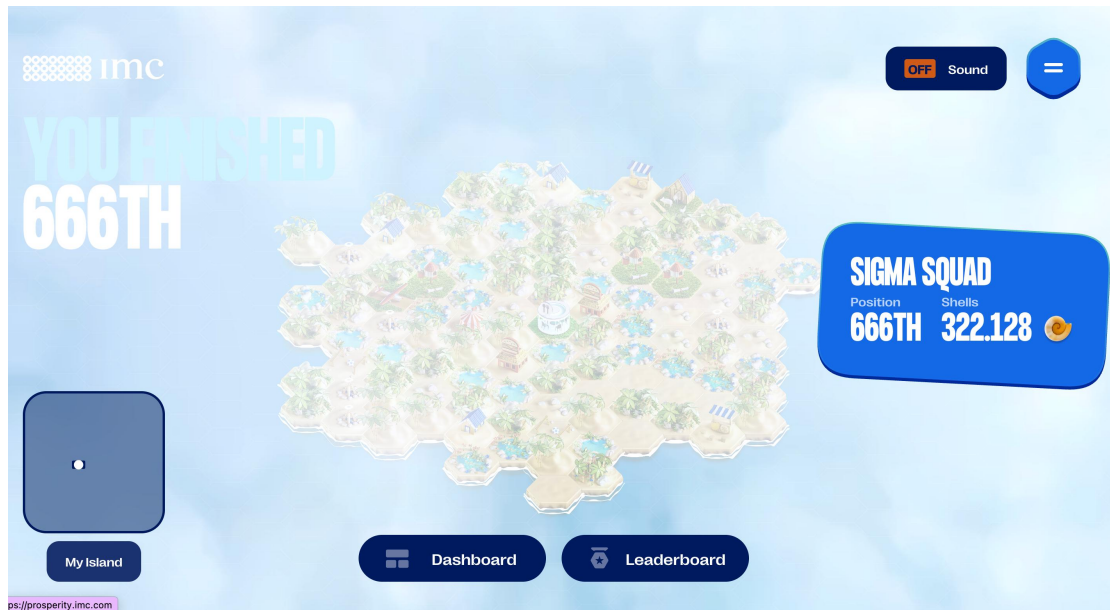 imc
OFF Sound
YOU FINISHED
666TH
SIGMA SQUAD
Position Shells
666TH 322.128
My Island
Dashboard
Leaderboard
ps://prosperity.imc.com